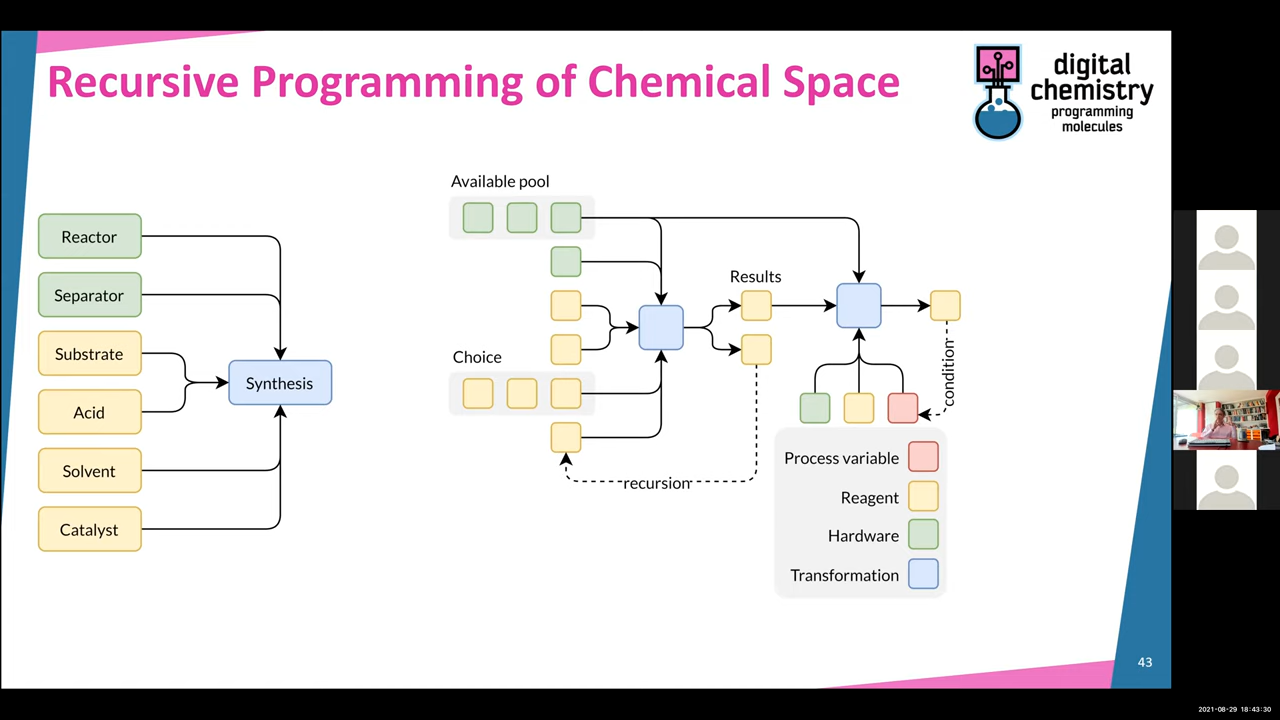 Recursive Programming of Chemical Space
digital
chemistry
programming
molecules
Reactor
Separator
Substrate
Acid
Solvent
Catalyst
Synthesis
Available pool
Choice
Results
recursion
condition
Process variable
Reagent
Hardware
Transformation
43
2021-08-29 18:43:30